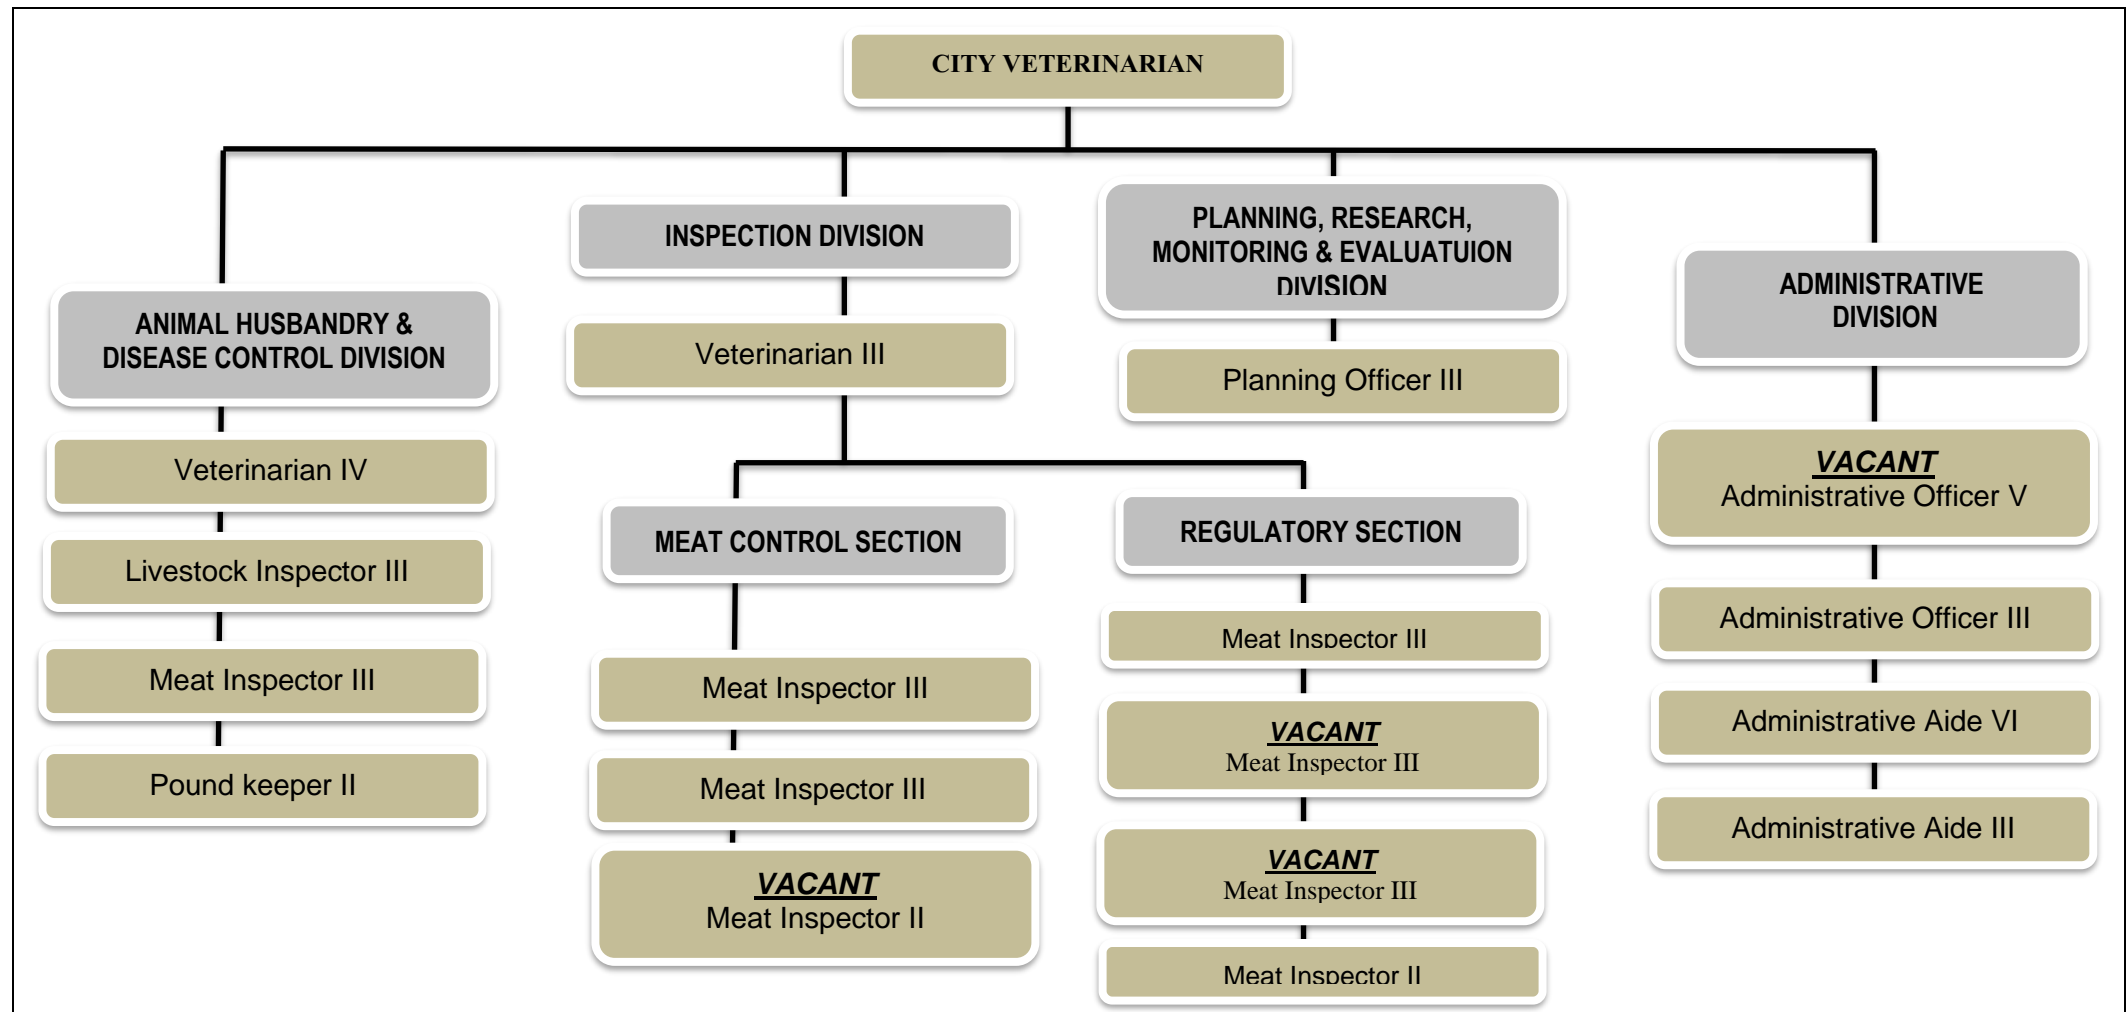 CITY VETERINARIAN
ANIMAL HUSBANDRY &
DISEASE CONTROL DIVISION
Veterinarian IV
Livestock Inspector III
Meat Inspector III
Pound keeper II
INSPECTION DIVISION
Veterinarian III
MEAT CONTROL SECTION
Meat Inspector III
Meat Inspector III
VACANT
Meat Inspector II
REGULATORY SECTION
Meat Inspector III
VACANT
Meat Inspector III
VACANT
Meat Inspector III
Meat Inspector II
PLANNING, RESEARCH,
MONITORING & EVALUATUION
DIVISION
Planning Officer III
ADMINISTRATIVE
DIVISION
VACANT
Administrative Officer V
Administrative Officer III
Administrative Aide VI
Administrative Aide III